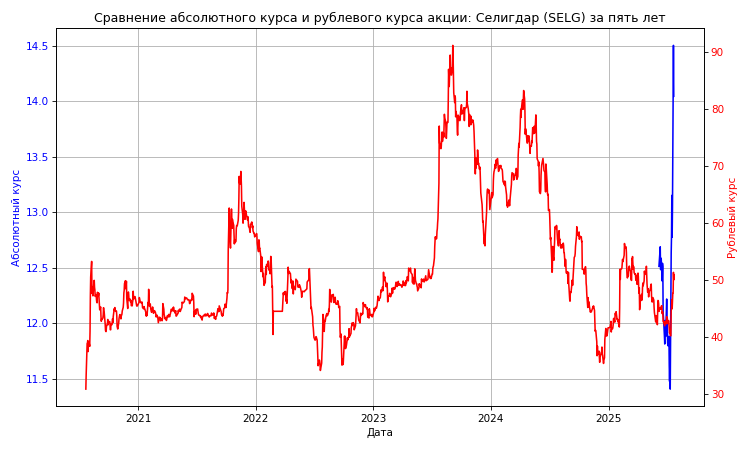 Сравнение абсолютного курса и рублевого курса акции: Селигдар (SELG) за пять лет
14.5
14.0
13.5
13.0
12.5
12.0
11.5
Абсолютный курс
90
80
70
60
50
40
30
Рублевый курс
2021 2022 2023 2024 2025
Дата